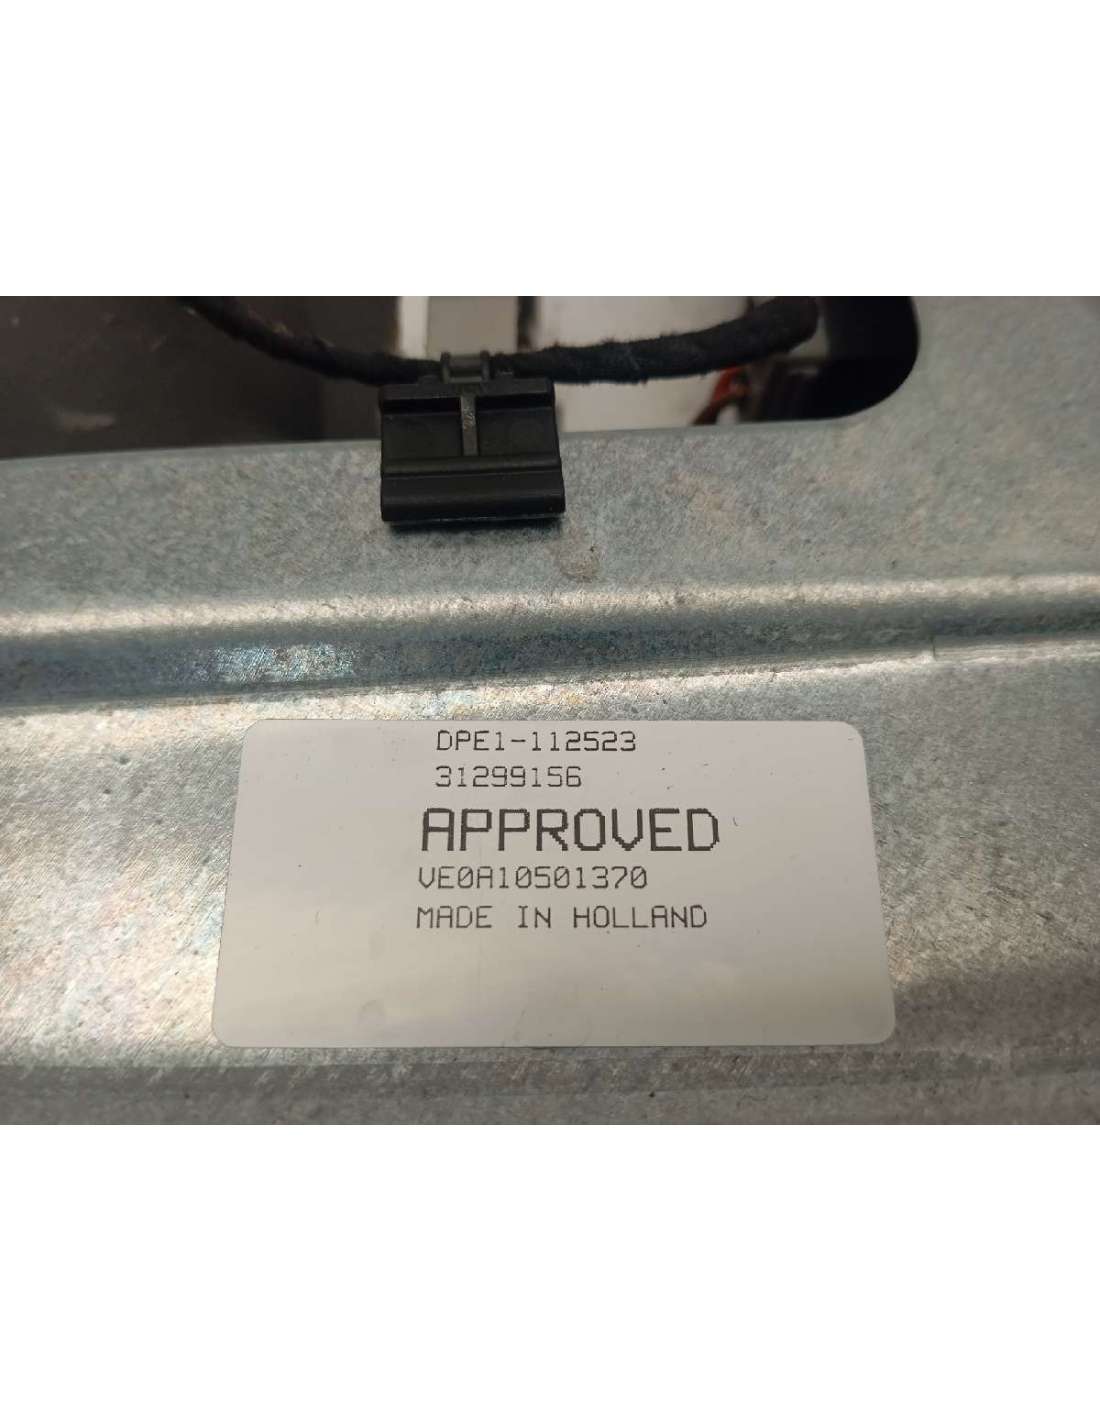 DPE1-112523
31299156
APPROVED
VE0A10501370
MADE IN HOLLAND